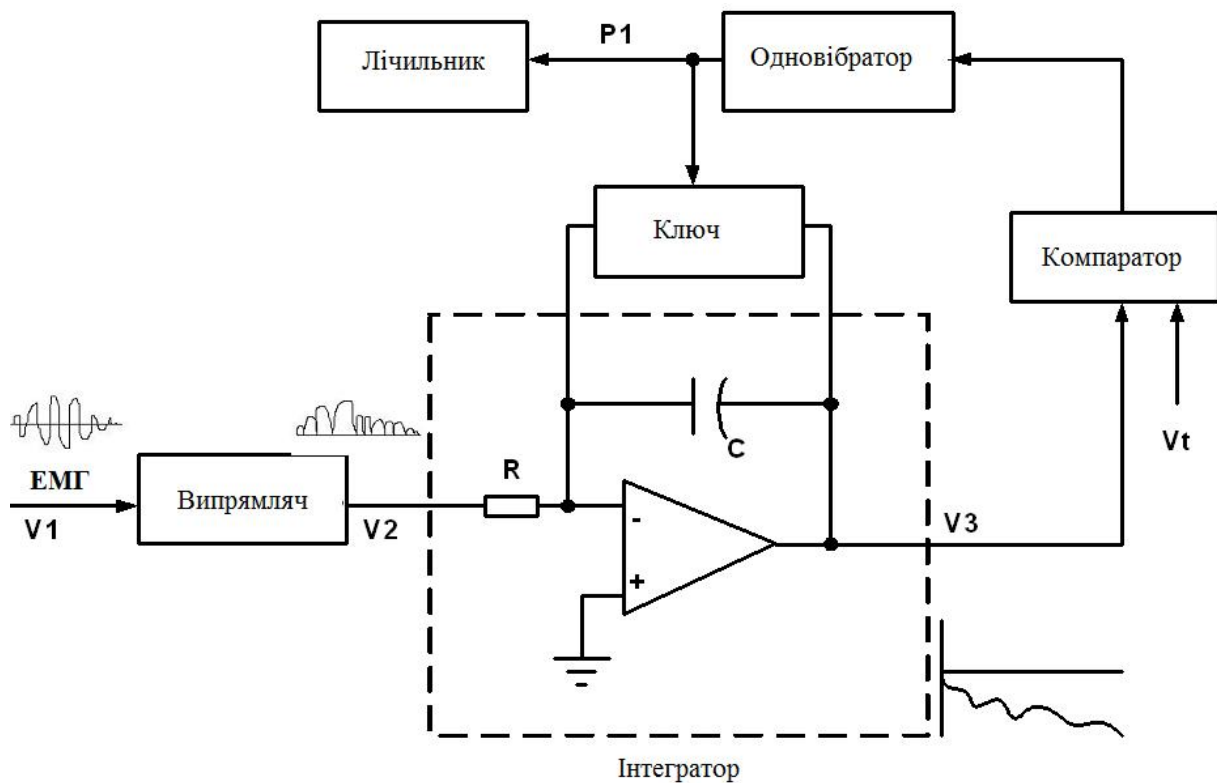 P1
Лічильник
Одновібратор
Ключ
Компаратор
Vt
ЕМГ
V1
Випрямляч
V2
R
C
-
+
V3
Інтегратор